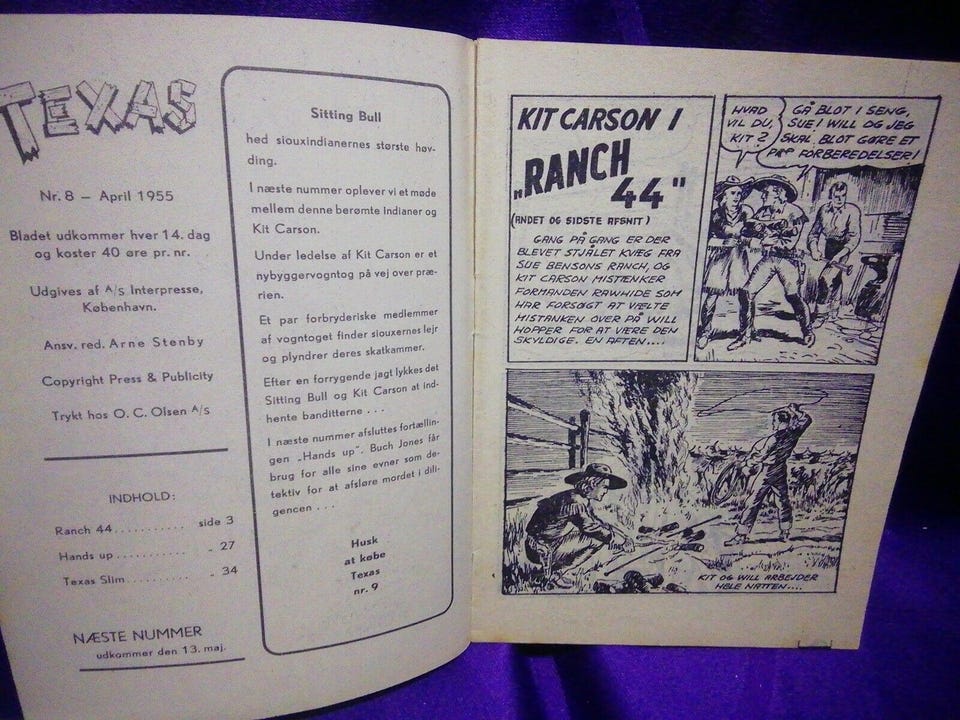 TEXAS
Nr. 8 – April 1955
Bladet udkommer hver 14. dag
og koster 40 øre pr. nr.
Udgives af A/S Interpresse,
København.
Ansv. red. Arne Stenby
Copyright Press & Publicity
Trykt hos O. C. Olsen A/S
INDHOLD:
Ranch 44........... side 3
Hands up........... „ 27
Texas Slim.......... „ 34
NÆSTE NUMMER
udkommer den 13. maj.
Sitting Bull
hed siouxindianernes største høv-
ding.
I næste nummer oplever vi et møde
mellem denne berømte Indianer og
Kit Carson.
Under ledelse af Kit Carson er et
nybyggervogntog på vej over præ-
rien.
Et par forbryderiske medlemmer
af vogntoget finder siouxernes lejr
og plyndrer deres skatkammer.
Efter en forrygende jagt lykkes det
Sitting Bull og Kit Carson at ind-
hente banditterne . . .
I næste nummer afsluttes fortællin-
gen „Hands up". Buch Jones får
brug for alle sine evner som de-
tektiv for at afsløre mordet i dili-
gencen . . .
Husk
at købe
Texas
nr. 9
KIT CARSON I
„RANCH
44"
(ANDET OG SIDSTE AFSNIT)
GANG PÅ GANG ER DER
BLEVET STJÅLET KVÆG FRA
SUE BENSONS RANCH, OG
KIT CARSON MISTÆNKER
FORMANDEN RAWHIDE SOM
HAR FORSØGT AT VÆLTE
MISTANKEN OVER PÅ WILL
HOPPER FOR AT VÆRE DEN
SKYLDIGE. EN AFTEN....
HVAD
VIL DU,
KIT?
GÅ BLOT I SENG,
SUE! WILL OG JEG
SKAL BLOT GØRE ET
PAR FORBEREDELSER!
KIT OG WILL ARBEJDER
HELE NATTEN....